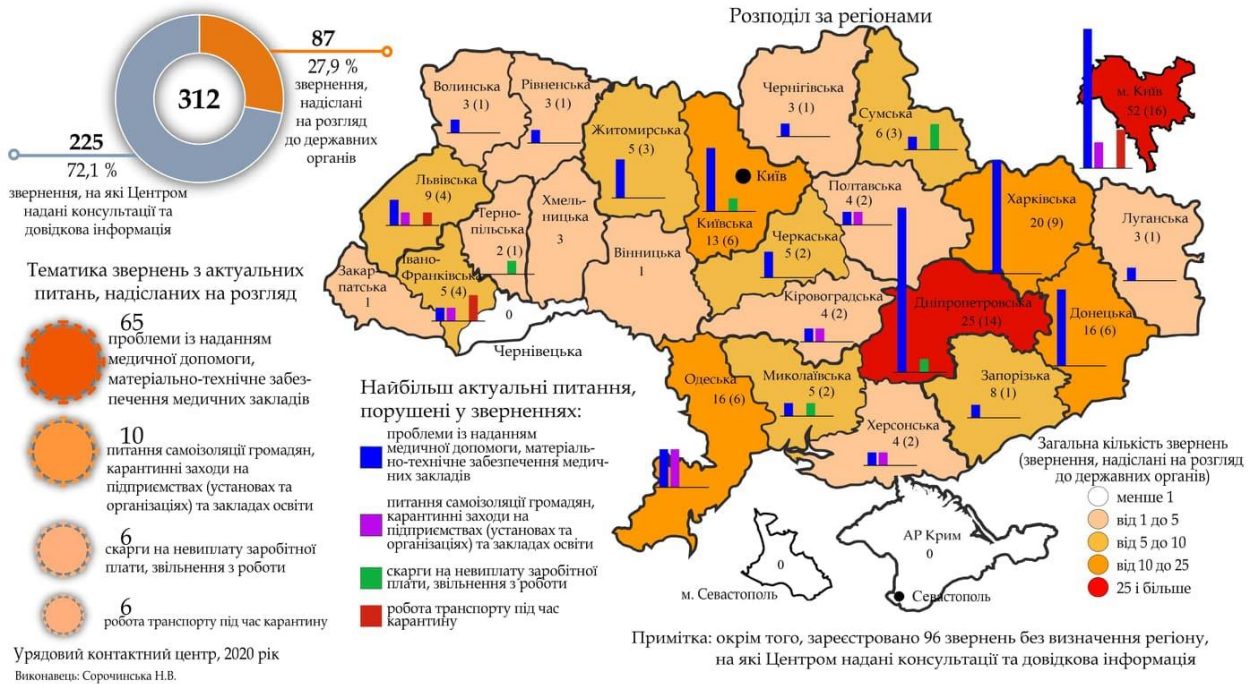 Розподіл за регіонами
312
87
27,9 %
звернення,
надіслані
на розгляд
до державних
органів
225
72,1 %
звернення, на які Центром
надані консультації та
довідкова інформація
Тематика звернень з актуальних
питань, надісланих на розгляд
65
проблеми із наданням
медичної допомоги,
матеріально-технічне забез-
печення медичних закладів
10
питання самоізоляції громадян,
карантинні заходи на
підприємствах (установах та
організаціях) та закладах освіти
6
скарги на невиплату заробітної
плати, звільнення з роботи
6
робота транспорту під час карантину
Урядовий контактний центр, 2020 рік
Виконавець: Сорочинська Н.В.
Волинська
3 (1)
Рівненська
3 (1)
Житомирська
5 (3)
Київ
Київська
13 (6)
Чернігівська
3 (1)
Сумська
6 (3)
м. Київ
52 (16)
Львівська
9 (4)
Терно-
пільська
2 (1)
Хмель-
ницька
3
Вінницька
1
Черкаська
5 (2)
Полтавська
4 (2)
Харківська
20 (9)
Луганська
3 (1)
Закар-
патська
1
Івано-
Франківська
5 (4)
0
Чернівецька
Кіровоградська
4 (2)
Дніпропетровська
25 (14)
Донецька
16 (6)
Одеська
16 (6)
Миколаївська
5 (2)
Запорізька
8 (1)
Херсонська
4 (2)
АР Крим
0
Севастополь
0
м. Севастополь
Найбільш актуальні питання,
порушені у зверненнях:
проблеми із наданням
медичної допомоги, матеріаль-
но-технічне забезпечення медич-
них закладів
питання самоізоляції громадян,
карантинні заходи на
підприємствах (установах та
організаціях) та закладах освіти
скарги на невиплату заробітної
плати, звільнення з роботи
робота транспорту під час
карантину
Загальна кількість звернень
(звернення, надіслані на розгляд
до державних органів)
менше 1
від 1 до 5
від 5 до 10
від 10 до 25
25 і більше
Примітка: окрім того, зареєстровано 96 звернень без визначення регіону,
на які Центром надані консультації та довідкова інформація